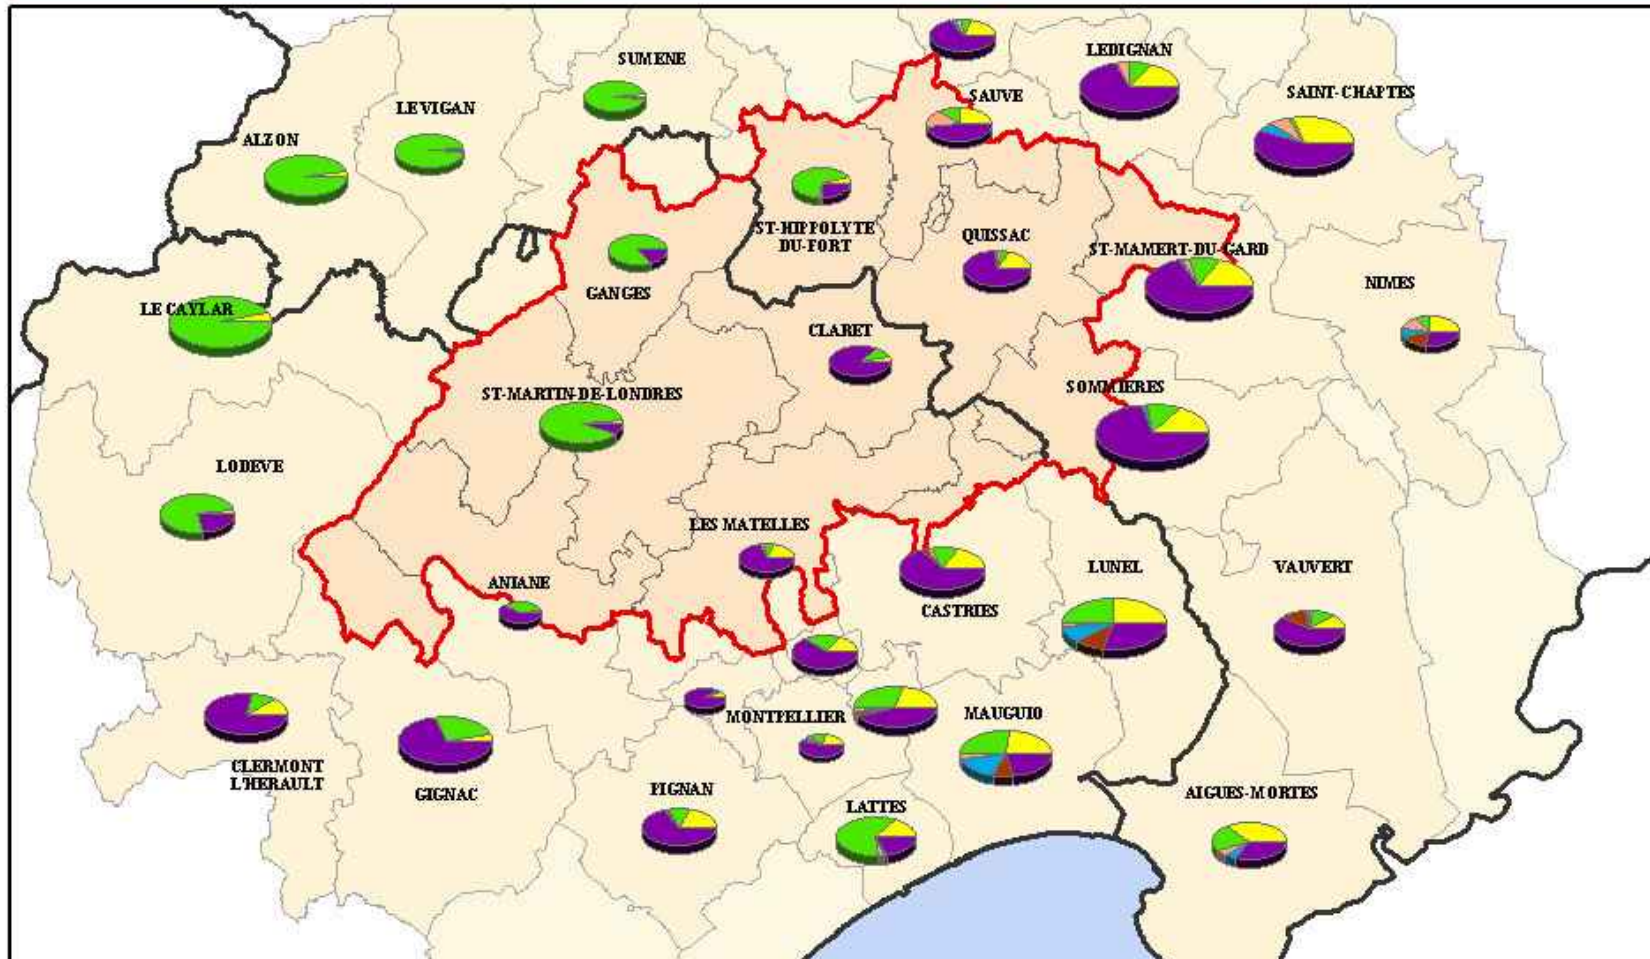 LEDIGNAN
SUMENE
SAINT-CHAPTES
SAUVE
LE VIGAN
ALZON
ST-HIPPOLYTE
DU-FORT
QUISSAC
ST-MAMERT-DU-GARD
NIMES
GANGES
LE CAYLAR
CLARET
SOMMIERES
ST-MARTIN-DE-LONDRES
LODEVE
LES MATELLES
LUNEL
VAUVERT
ANIANE
CASTRIES
MONTPELLIER
MAUGUIO
CLERMONT
L'HERAULT
GIGNAC
PIGNAN
AIGUES-MORTES
LATTES